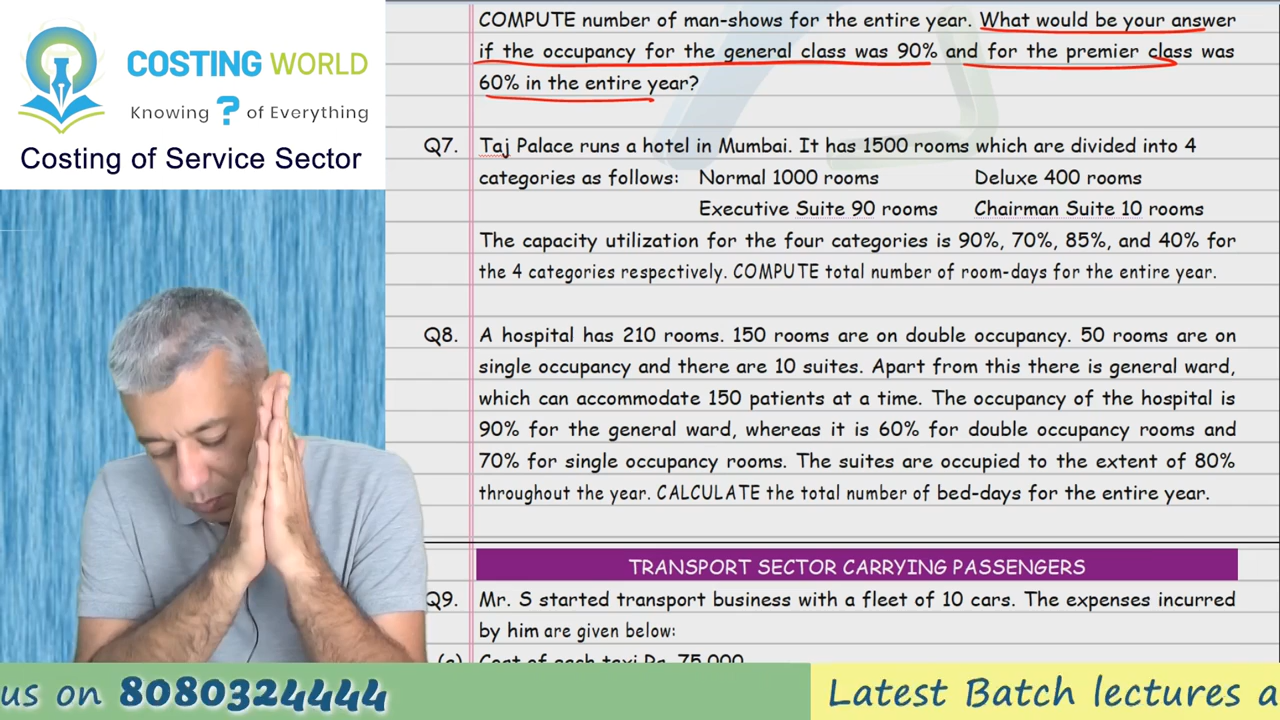 COSTING WORLD
Knowing ? of Everything
Costing of Service Sector
COMPUTE number of man-shows for the entire year. What would be your answer
if the occupancy for the general class was 90% and for the premier class was
60% in the entire year?
Q7. Taj Palace runs a hotel in Mumbai. It has 1500 rooms which are divided into 4
categories as follows: Normal 1000 rooms Deluxe 400 rooms
Executive Suite 90 rooms Chairman Suite 10 rooms
The capacity utilization for the four categories is 90%, 70%, 85%, and 40% for
the 4 categories respectively. COMPUTE total number of room-days for the entire year.
Q8. A hospital has 210 rooms. 150 rooms are on double occupancy. 50 rooms are on
single occupancy and there are 10 suites. Apart from this there is general ward,
which can accommodate 150 patients at a time. The occupancy of the hospital is
90% for the general ward, whereas it is 60% for double occupancy rooms and
70% for single occupancy rooms. The suites are occupied to the extent of 80%
throughout the year. CALCULATE the total number of bed-days for the entire year.
TRANSPORT SECTOR CARRYING PASSENGERS
Q9. Mr. S started transport business with a fleet of 10 cars. The expenses incurred
by him are given below:
(a) Cost of each taxi Rs. 75,000
us on 8080324444
Latest Batch lectures a